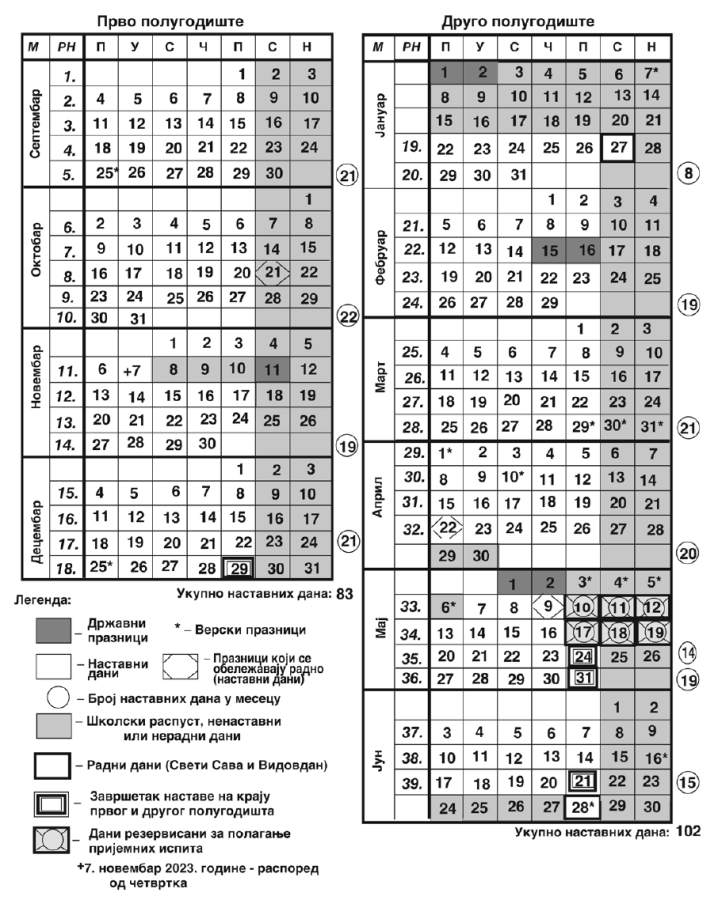 Прво полугодиште
М РН П У С Ч П С Н
Септембар
1. 1 2 3
2. 4 5 6 7 8 9 10
3. 11 12 13 14 15 16 17
4. 18 19 20 21 22 23 24
5. 25* 26 27 28 29 30 21
Октобар
1
6. 2 3 4 5 6 7 8
7. 9 10 11 12 13 14 15
8. 16 17 18 19 20 21 22
9. 23 24 25 26 27 28 29
10. 30 31 22
Новембар
1 2 3 4 5
11. 6 +7 8 9 10 11 12
12. 13 14 15 16 17 18 19
13. 20 21 22 23 24 25 26
14. 27 28 29 30 19
Децембар
1 2 3
15. 4 5 6 7 8 9 10
16. 11 12 13 14 15 16 17
17. 18 19 20 21 22 23 24 21
18. 25* 26 27 28 29 30 31
Укупно наставних дана: 83
Легенда:
Државни празници
* – Верски празници
– Наставни дани
– Празници који се обележавају радно (наставни дани)
– Број наставних дана у месецу
– Школски распуст, ненаставни или нерадни дани
– Радни дани (Свети Сава и Видовдан)
– Завршетак наставе на крају првог и другог полугодишта
– Дани резервисани за полагање пријемних испита
+7. новембар 2023. године - распоред од четвртка
Друго полугодиште
М РН П У С Ч П С Н
Јануар
1 2 3 4 5 6 7*
8 9 10 11 12 13 14
15 16 17 18 19 20 21
19. 22 23 24 25 26 27 28
20. 29 30 31 8
Фебруар
1 2 3 4
21. 5 6 7 8 9 10 11
22. 12 13 14 15 16 17 18
23. 19 20 21 22 23 24 25
24. 26 27 28 29 19
Март
1 2 3
25. 4 5 6 7 8 9 10
26. 11 12 13 14 15 16 17
27. 18 19 20 21 22 23 24
28. 25 26 27 28 29* 30* 31* 21
Април
29. 1* 2 3 4 5 6 7
30. 8 9 10* 11 12 13 14
31. 15 16 17 18 19 20 21
32. 22 23 24 25 26 27 28
29 30 20
Мај
1 2 3* 4* 5*
33. 6* 7 8 9 10 11 12
34. 13 14 15 16 17 18 19
35. 20 21 22 23 24 25 26 14
36. 27 28 29 30 31 19
Јун
1 2
37. 3 4 5 6 7 8 9
38. 10 11 12 13 14 15 16*
39. 17 18 19 20 21 22 23 15
24 25 26 27 28* 29 30
Укупно наставних дана: 102